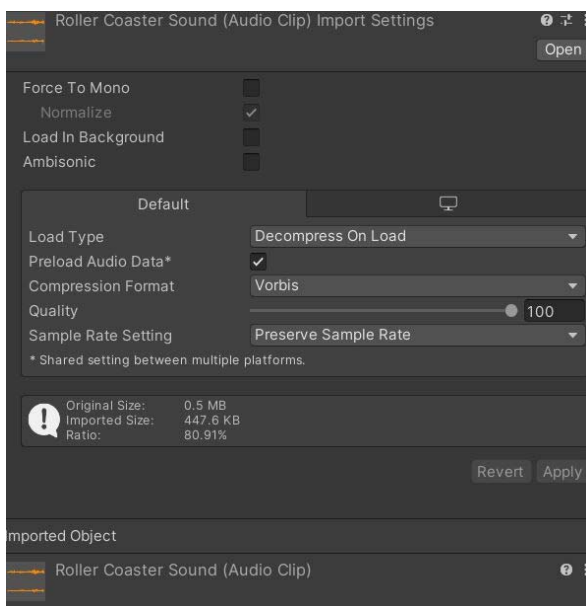 Roller Coaster Sound (Audio Clip) Import Settings
Open
Force To Mono
Normalize
Load In Background
Ambisonic
Default
Load Type Decompress On Load
Preload Audio Data*
Compression Format Vorbis
Quality 100
Sample Rate Setting Preserve Sample Rate
* Shared setting between multiple platforms.
Original Size: 0.5 MB
Imported Size: 447.6 KB
Ratio: 80.91%
Revert Apply
Imported Object
Roller Coaster Sound (Audio Clip)